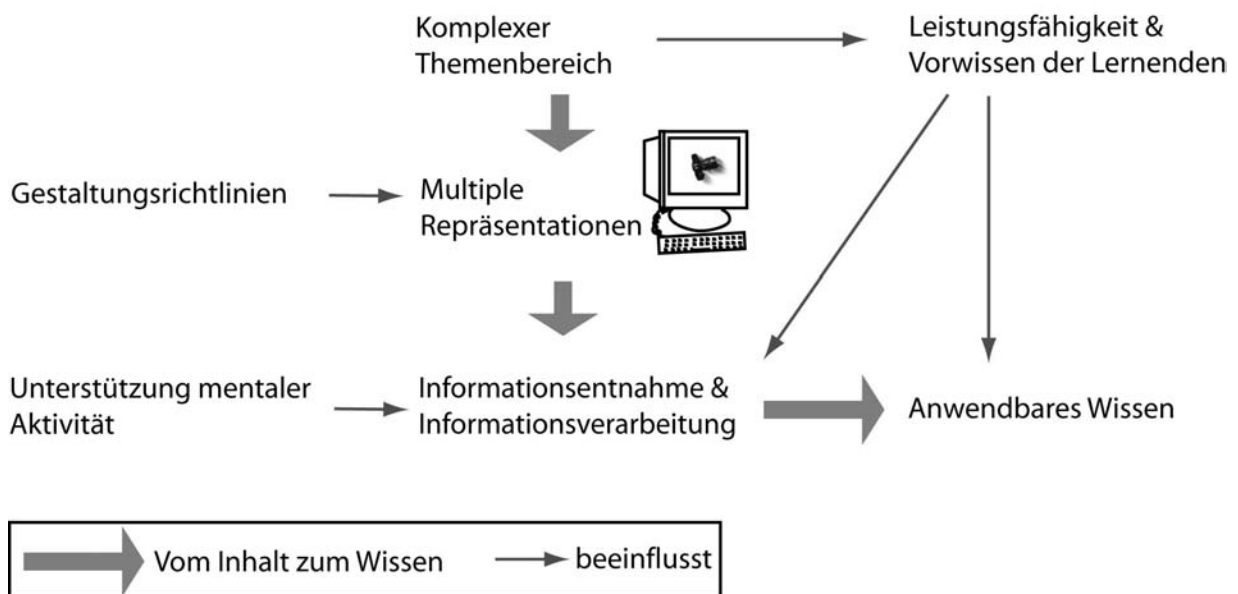 Komplexer
Themenbereich
Leistungsfähigkeit &
Vorwissen der Lernenden
Gestaltungsrichtlinien
Multiple
Repräsentationen
Unterstützung mentaler
Aktivität
Informationsentnahme &
Informationsverarbeitung
Anwendbares Wissen
Vom Inhalt zum Wissen
beeinflusst